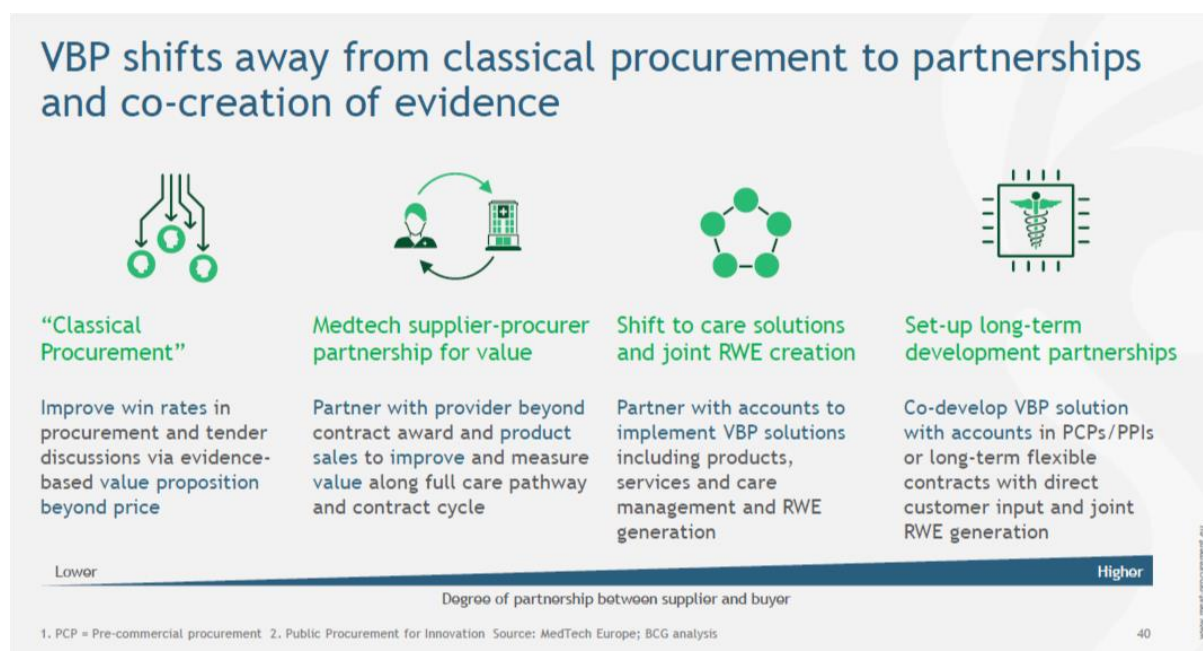 VBP shifts away from classical procurement to partnerships
and co-creation of evidence
“Classical
Procurement”
Improve win rates in
procurement and tender
discussions via evidence-
based value proposition
beyond price
Medtech supplier-procurer
partnership for value
Partner with provider beyond
contract award and product
sales to improve and measure
value along full care pathway
and contract cycle
Shift to care solutions
and joint RWE creation
Partner with accounts to
implement VBP solutions
including products,
services and care
management and RWE
generation
Set-up long-term
development partnerships
Co-develop VBP solution
with accounts in PCPs/PPIs
or long-term flexible
contracts with direct
customer input and joint
RWE generation
Lower
Higher
Degree of partnership between supplier and buyer
1. PCP = Pre-commercial procurement 2. Public Procurement for Innovation Source: MedTech Europe; BCG analysis
40